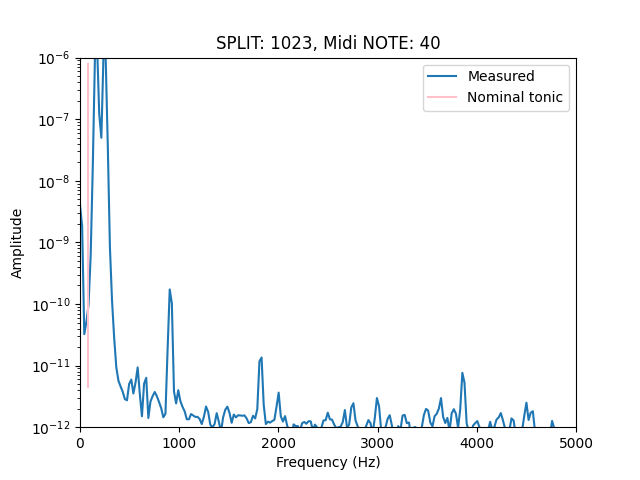 SPLIT: 1023, Midi NOTE: 40
Measured
Nominal tonic
Amplitude
10⁻⁶
10⁻⁷
10⁻⁸
10⁻⁹
10⁻¹⁰
10⁻¹¹
10⁻¹²
0 1000 2000 3000 4000 5000
Frequency (Hz)